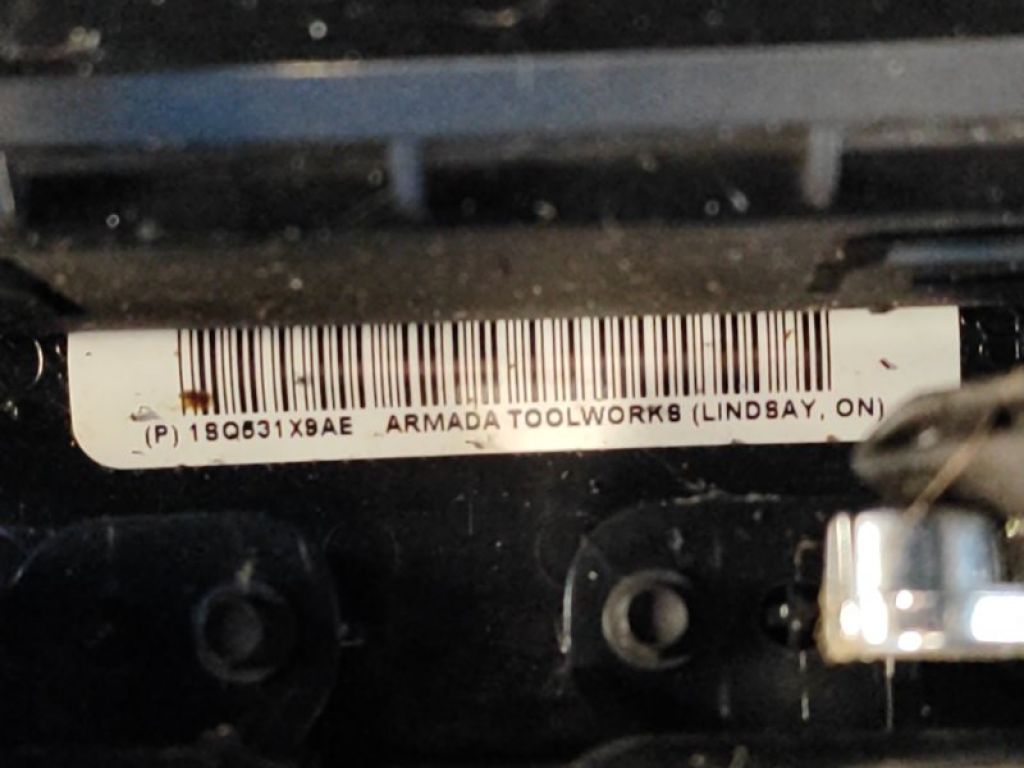 (P) 1SQ631X9AE ARMADA TOOLWORKS (LINDSAY, ON)